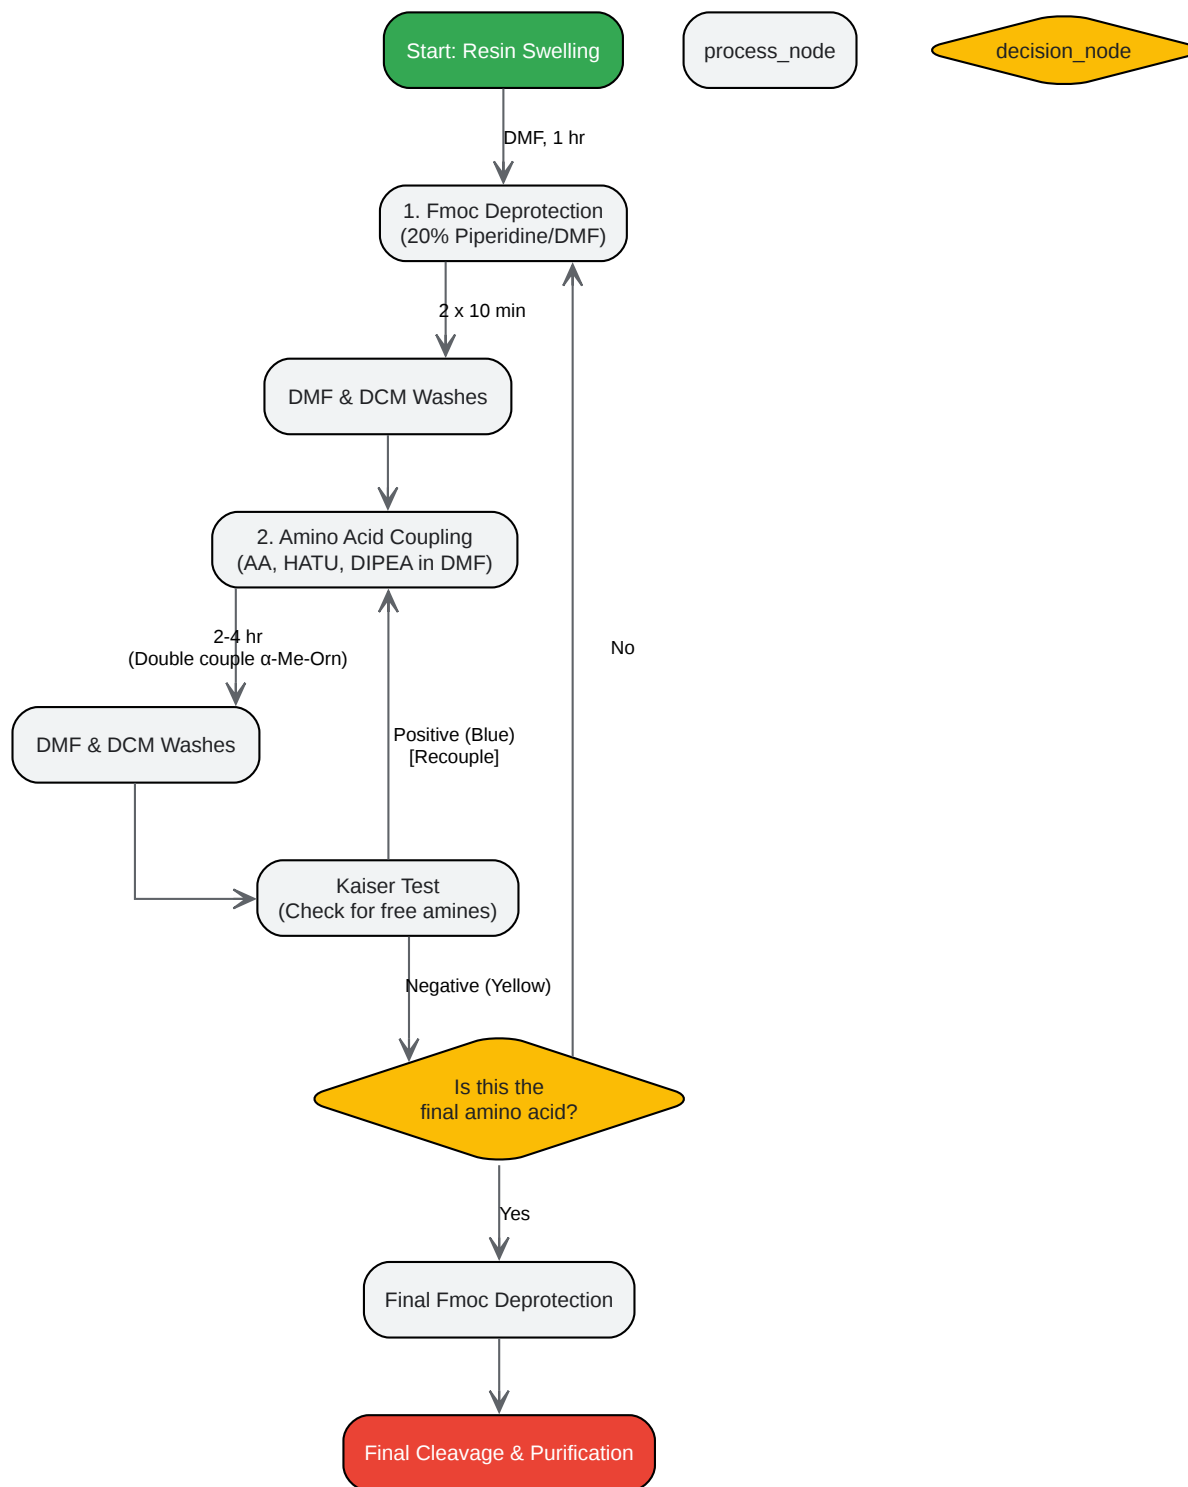 Start: Resin Swelling
process_node
decision_node
DMF, 1 hr
1. Fmoc Deprotection
(20% Piperidine/DMF)
2 x 10 min
DMF & DCM Washes
2. Amino Acid Coupling
(AA, HATU, DIPEA in DMF)
2-4 hr
(Double couple α-Me-Orn)
No
DMF & DCM Washes
Positive (Blue)
[Recouple]
Kaiser Test
(Check for free amines)
Negative (Yellow)
Is this the
final amino acid?
Yes
Final Fmoc Deprotection
Final Cleavage & Purification